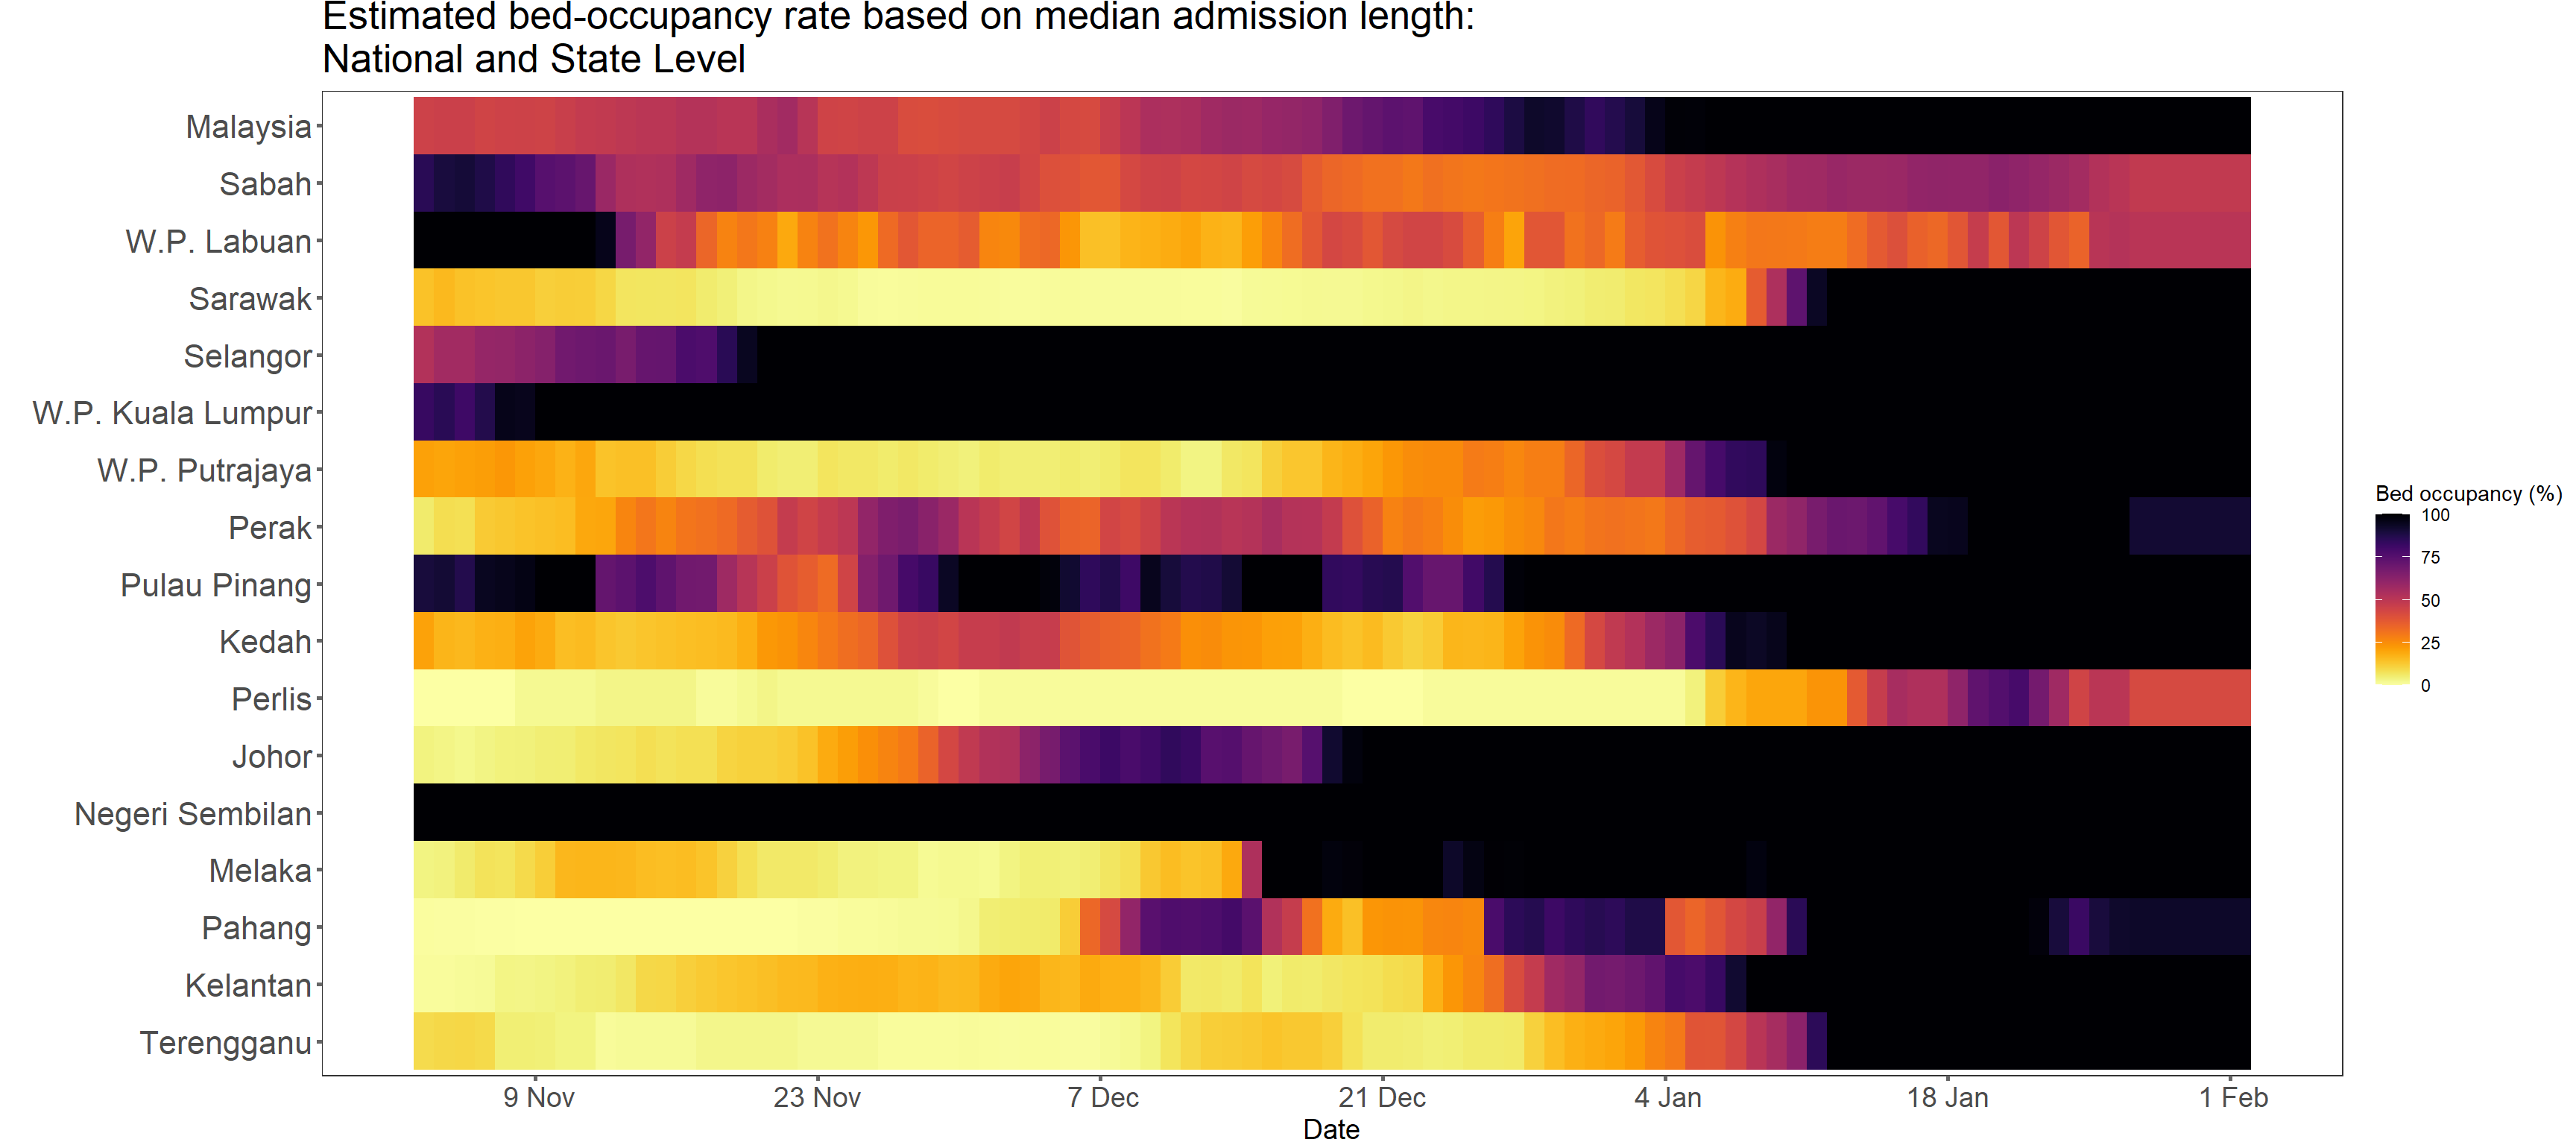 Estimated bed-occupancy rate based on median admission length:
National and State Level
Malaysia
Sabah
W.P. Labuan
Sarawak
Selangor
W.P. Kuala Lumpur
W.P. Putrajaya
Perak
Pulau Pinang
Kedah
Perlis
Johor
Negeri Sembilan
Melaka
Pahang
Kelantan
Terengganu
9 Nov 23 Nov 7 Dec 21 Dec 4 Jan 18 Jan 1 Feb
Date
Bed occupancy (%)
100
75
50
25
0